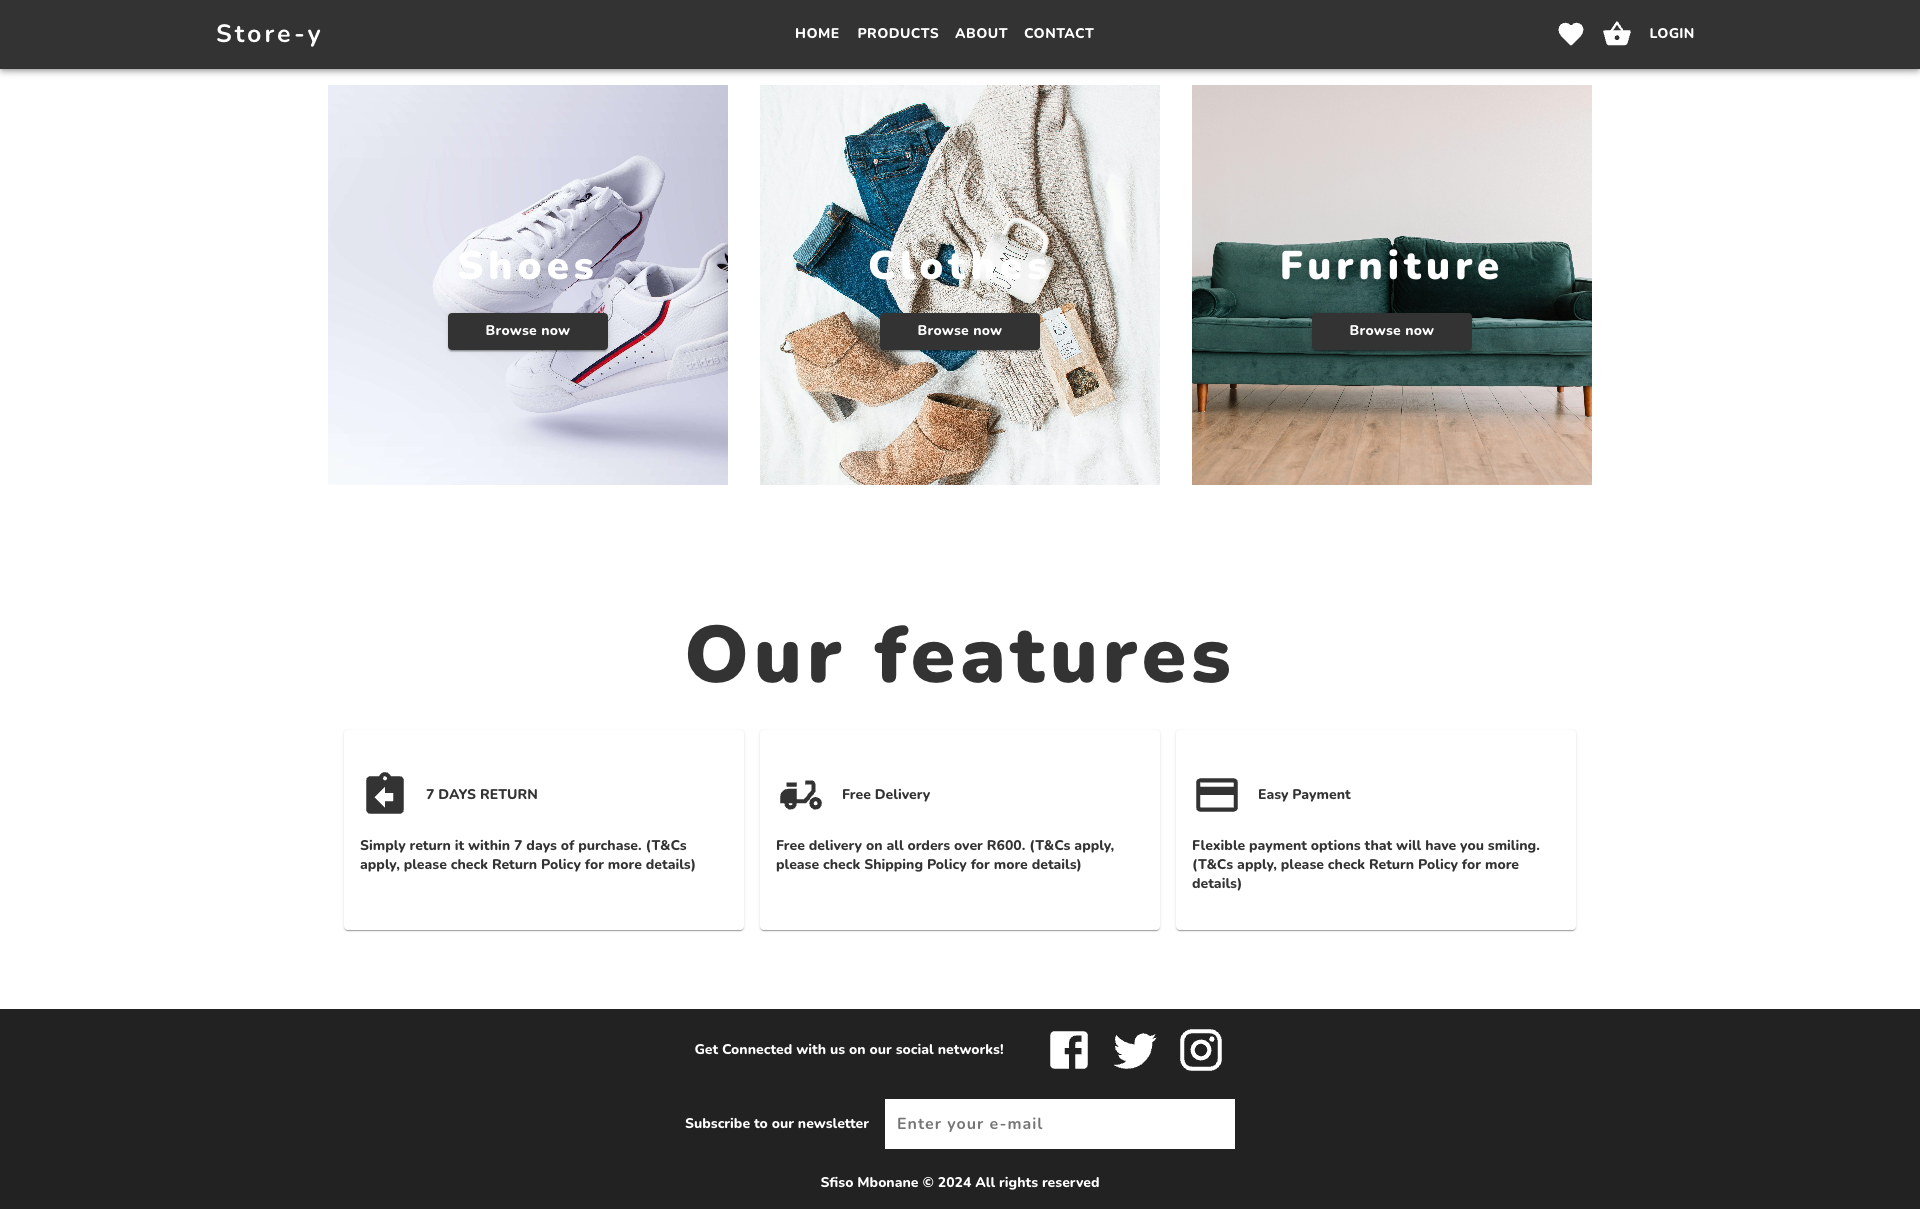 Store-y
HOME PRODUCTS ABOUT CONTACT
LOGIN
Shoes
Browse now
Clothes
Browse now
Furniture
Browse now
Our features
7 DAYS RETURN
Simply return it within 7 days of purchase. (T&Cs
apply, please check Return Policy for more details)
Free Delivery
Free delivery on all orders over R600. (T&Cs apply,
please check Shipping Policy for more details)
Easy Payment
Flexible payment options that will have you smiling.
(T&Cs apply, please check Return Policy for more
details)
Get Connected with us on our social networks!
Subscribe to our newsletter
Enter your e-mail
Sfiso Mbonane © 2024 All rights reserved